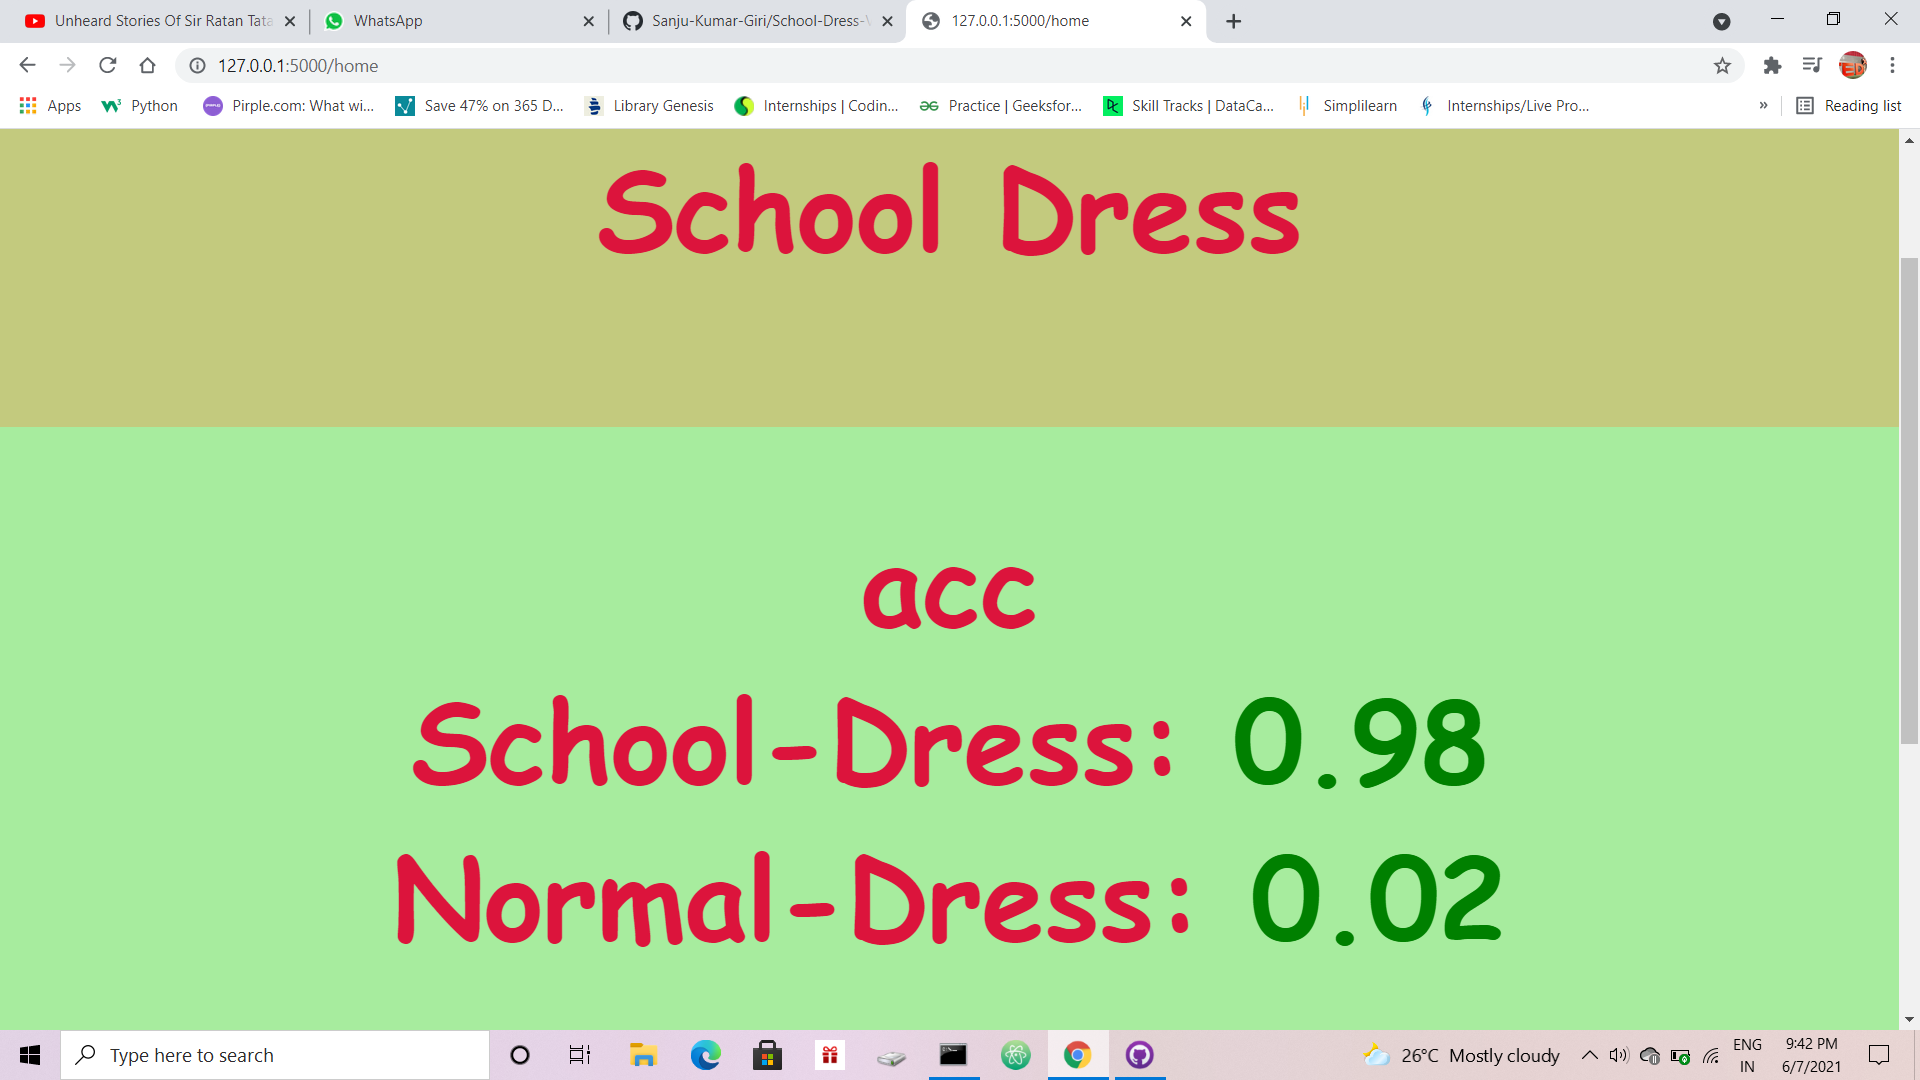 Unheard Stories Of Sir Ratan Tata
WhatsApp
Sanju-Kumar-Giri/School-Dress-
127.0.0.1:5000/home
127.0.0.1:5000/home
Apps
Python
Pirple.com: What wi...
Save 47% on 365 D...
Library Genesis
Internships | Codin...
Practice | Geeksfor...
Skill Tracks | DataCa...
Simplilearn
Internships/Live Pro...
»
Reading list
School Dress
acc
School-Dress: 0.98
Normal-Dress: 0.02
Type here to search
26°C Mostly cloudy
ENG
IN
9:42 PM
6/7/2021